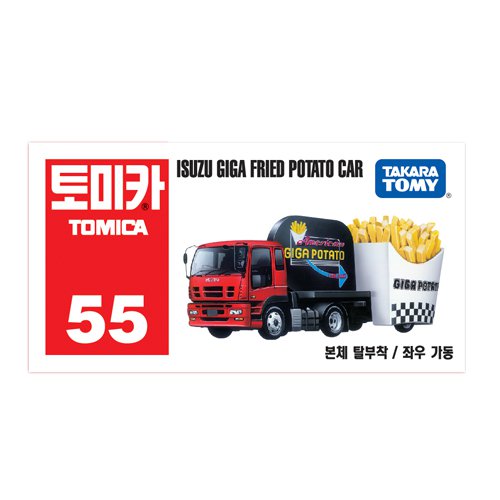 토미카®
TOMICA
55
ISUZU GIGA FRIED POTATO CAR
TAKARA
TOMY
American
GIGA POTATO
ISUZU
GIGA POTATO
본체 탈부착 / 좌우 가동